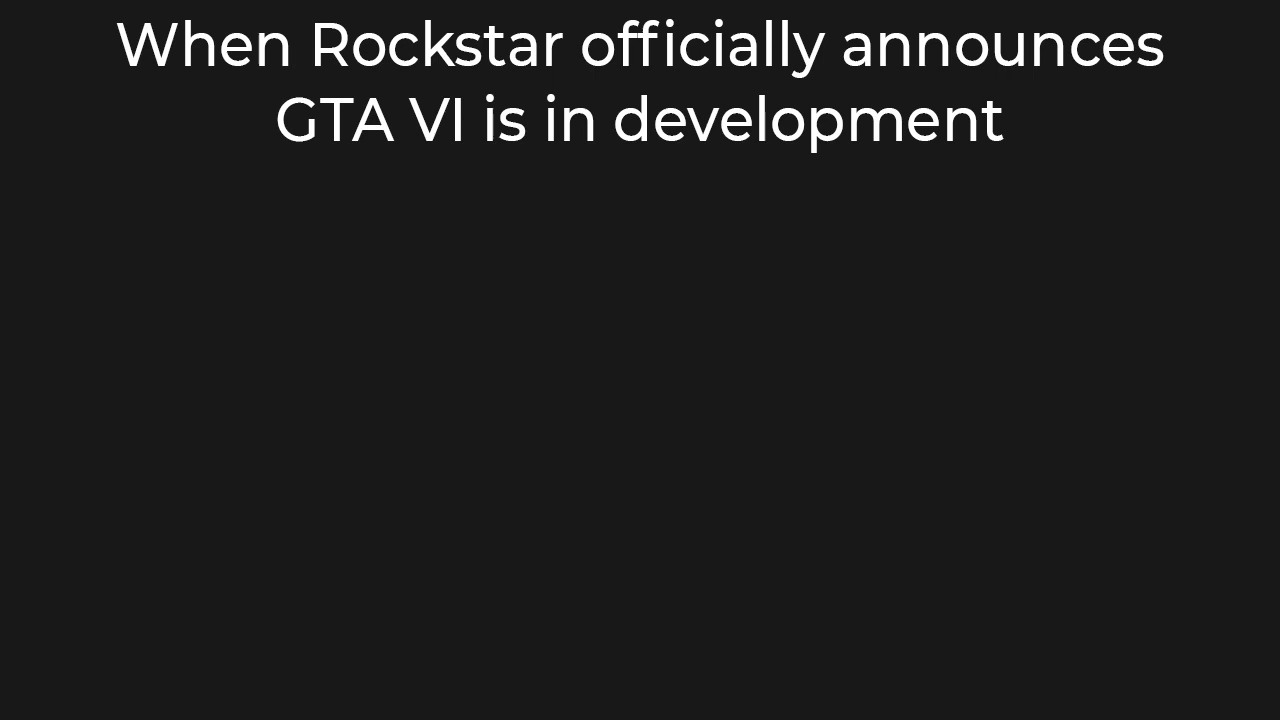 When Rockstar officially announces
GTA VI is in development